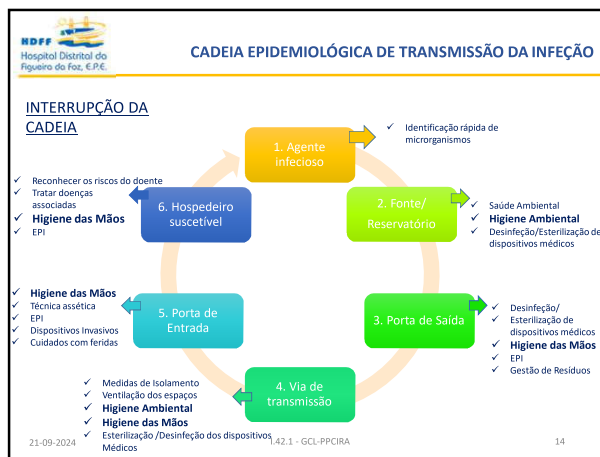 HDFF
Hospital Distrital da
Figueira da Foz, E.P.E.
CADEIA EPIDEMIOLÓGICA DE TRANSMISSÃO DA INFEÇÃO
INTERRUPÇÃO DA
CADEIA
1. Agente
infecioso
✓ Identificação rápida de
microrganismos
2. Fonte/
Reservatório
✓ Saúde Ambiental
✓ Higiene Ambiental
✓ Desinfeção/Esterilização de
dispositivos médicos
3. Porta de Saída
✓ Desinfeção/
Esterilização de
dispositivos médicos
✓ Higiene das Mãos
✓ EPI
✓ Gestão de Resíduos
4. Via de
transmissão
✓ Medidas de Isolamento
✓ Ventilação dos espaços
✓ Higiene Ambiental
✓ Higiene das Mãos
✓ Esterilização /Desinfeção dos dispositivos
Médicos
5. Porta de
Entrada
✓ Higiene das Mãos
✓ Técnica assética
✓ EPI
✓ Dispositivos Invasivos
✓ Cuidados com feridas
6. Hospedeiro
suscetível
✓ Reconhecer os riscos do doente
✓ Tratar doenças
associadas
✓ Higiene das Mãos
✓ EPI
21-09-2024
I.42.1 - GCL-PPCIRA
14